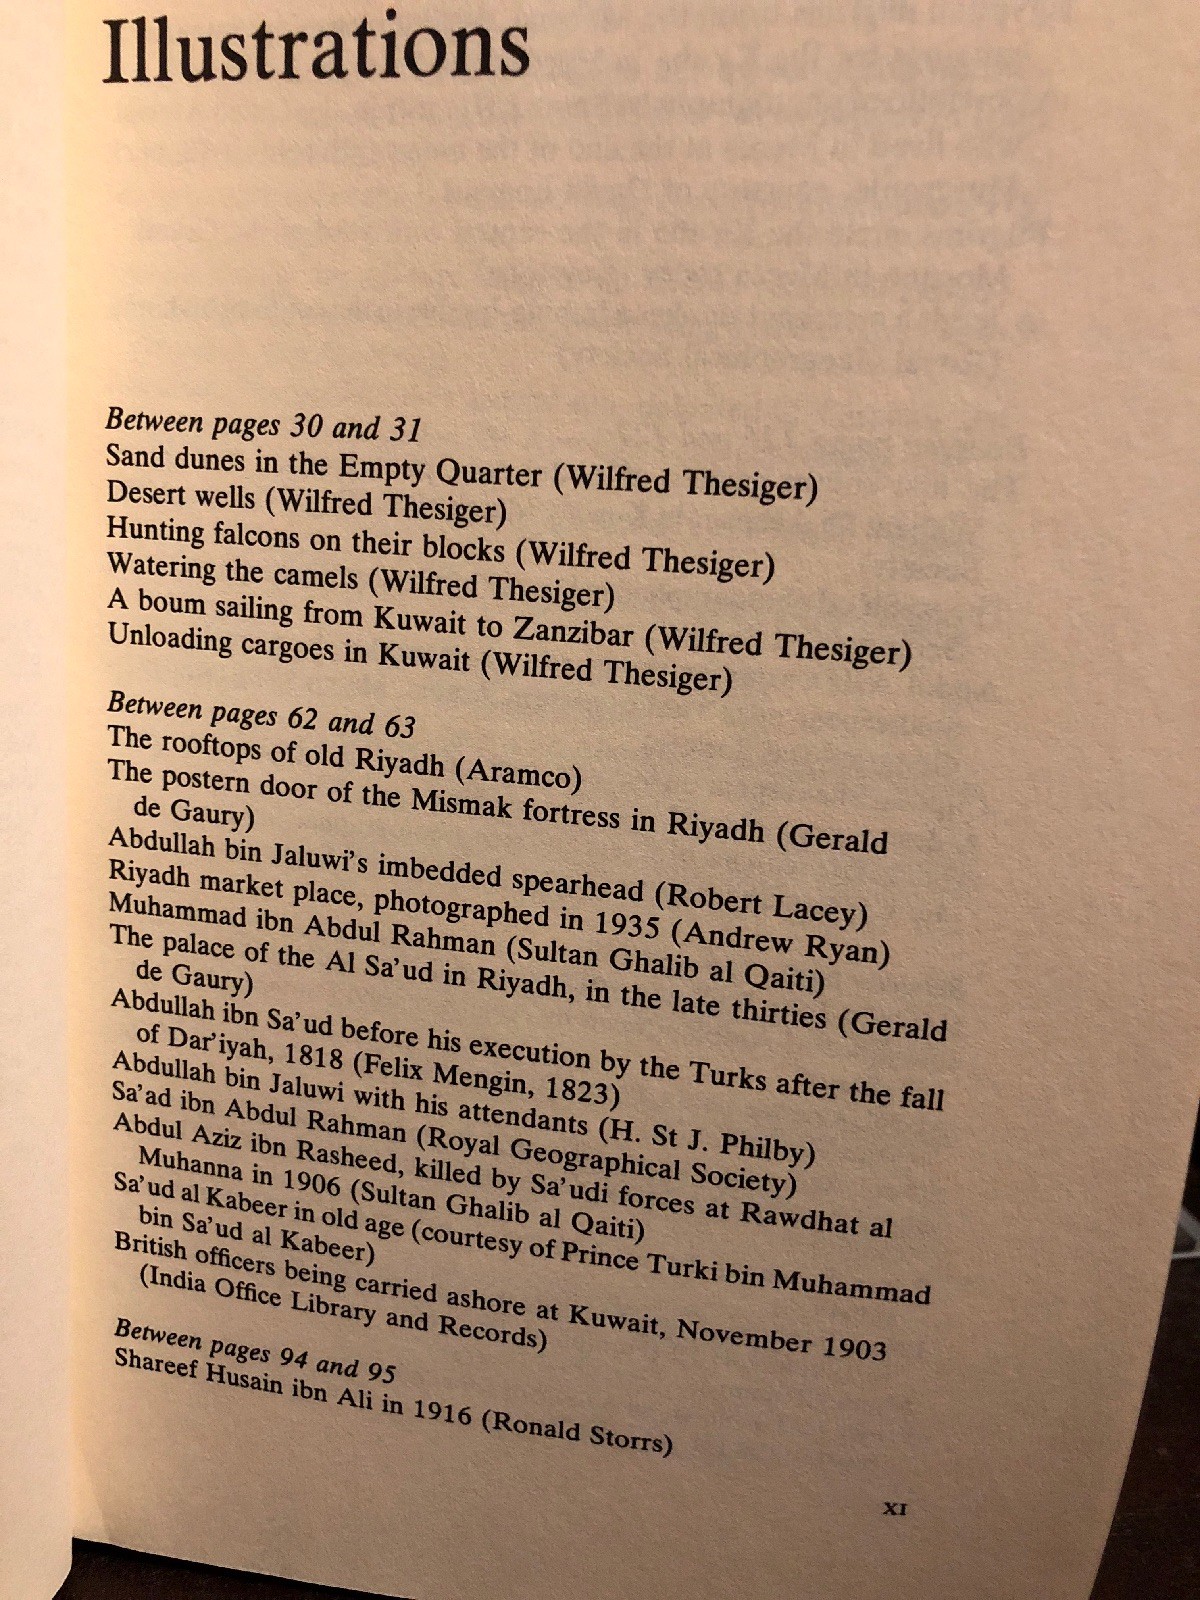 Illustrations
Between pages 30 and 31
Sand dunes in the Empty Quarter (Wilfred Thesiger)
Desert wells (Wilfred Thesiger)
Hunting falcons on their blocks (Wilfred Thesiger)
Watering the camels (Wilfred Thesiger)
A boum sailing from Kuwait to Zanzibar (Wilfred Thesiger)
Unloading cargoes in Kuwait (Wilfred Thesiger)
Between pages 62 and 63
The rooftops of old Riyadh (Aramco)
The postern door of the Mismak fortress in Riyadh (Gerald
de Gaury)
Abdullah bin Jaluwi's imbedded spearhead (Robert Lacey)
Riyadh market place, photographed in 1935 (Andrew Ryan)
Muhammad ibn Abdul Rahman (Sultan Ghalib al Qaiti)
The palace of the Al Sa'ud in Riyadh, in the late thirties (Gerald
de Gaury)
Abdullah ibn Sa'ud before his execution by the Turks after the fall
of Dar'iyah, 1818 (Felix Mengin, 1823)
Abdullah bin Jaluwi with his attendants (H. St J. Philby)
Sa'ad ibn Abdul Rahman (Royal Geographical Society)
Abdul Aziz ibn Rasheed, killed by Sa'udi forces at Rawdhat al
Muhanna in 1906 (Sultan Ghalib al Qaiti)
Sa'ud al Kabeer in old age (courtesy of Prince Turki bin Muhammad
bin Sa'ud al Kabeer)
British officers being carried ashore at Kuwait, November 1903
(India Office Library and Records)
Between pages 94 and 95
Shareef Husain ibn Ali in 1916 (Ronald Storrs)
XI